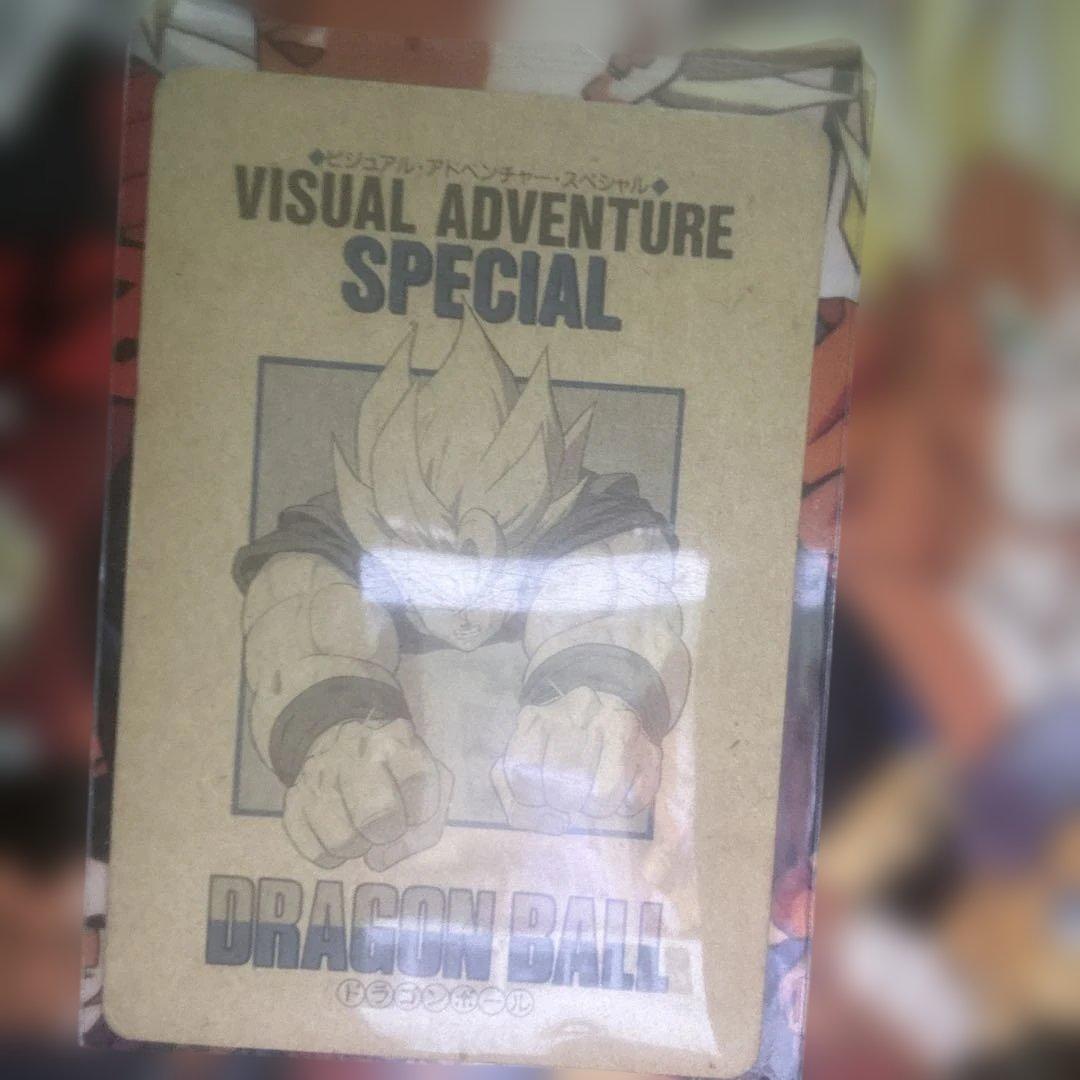 ◆ビジュアル・アドベンチャー・スペシャル◆
VISUAL ADVENTURE
SPECIAL
DRAGON BALL
ドラゴンボール